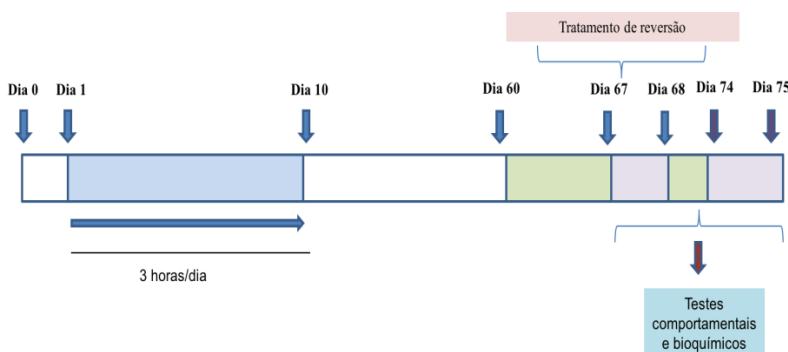 Tratamento de reversão
Dia 0
Dia 1
Dia 10
Dia 60
Dia 67
Dia 68
Dia 74
Dia 75
3 horas/dia
Testes
comportamentais
e bioquímicos